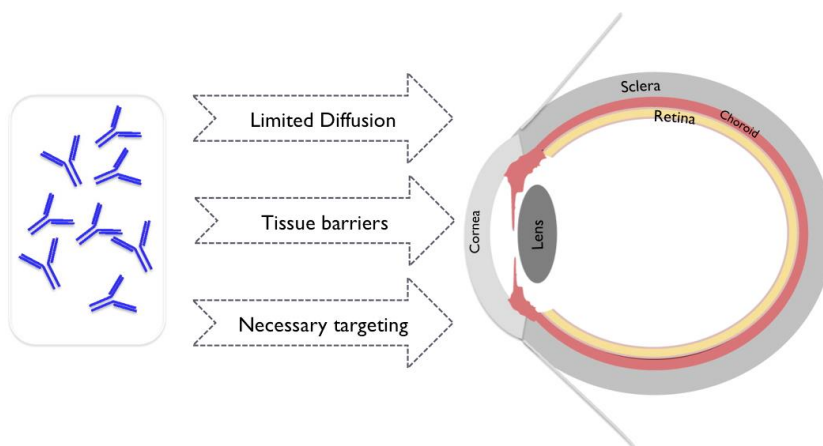 Limited Diffusion
Tissue barriers
Necessary targeting
Sclera
Choroid
Retina
Cornea
Lens